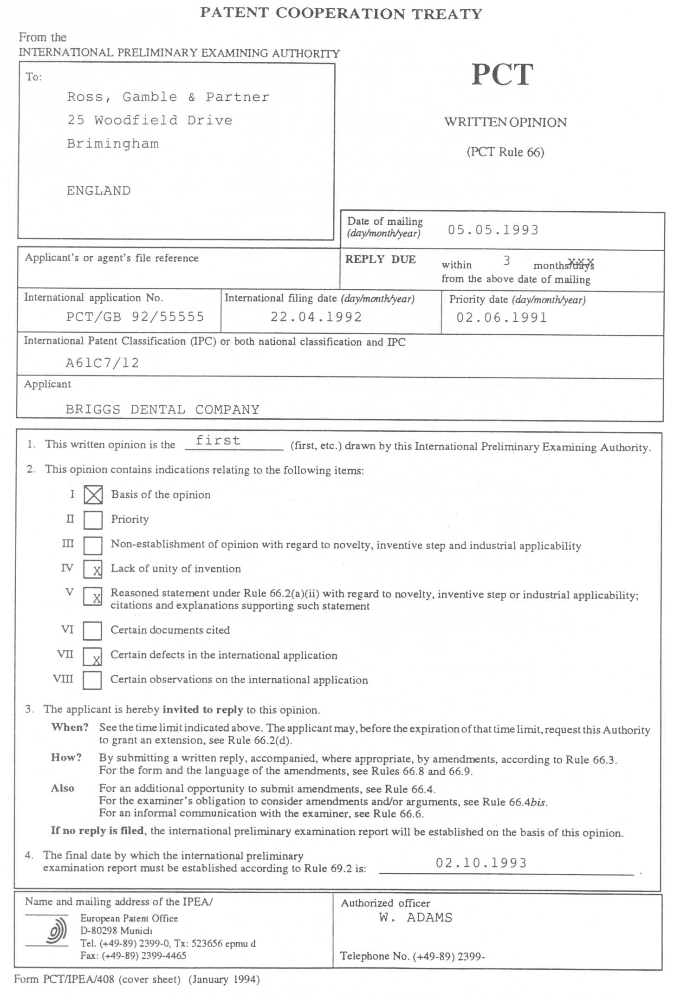 PATENT COOPERATION TREATY
From the
INTERNATIONAL PRELIMINARY EXAMINING AUTHORITY
To:
Ross, Gamble & Partner
25 Woodfield Drive
Brimingham
ENGLAND
PCT
WRITTEN OPINION
(PCT Rule 66)
Date of mailing
(day/month/year) 05.05.1993
Applicant's or agent's file reference
REPLY DUE within 3 months/days
from the above date of mailing
International application No.
PCT/GB 92/55555
International filing date (day/month/year)
22.04.1992
Priority date (day/month/year)
02.06.1991
International Patent Classification (IPC) or both national classification and IPC
A61C7/12
Applicant
BRIGGS DENTAL COMPANY
1. This written opinion is the first (first, etc.) drawn by this International Preliminary Examining Authority.
2. This opinion contains indications relating to the following items:
I X Basis of the opinion
II Priority
III Non-establishment of opinion with regard to novelty, inventive step and industrial applicability
IV X Lack of unity of invention
V X Reasoned statement under Rule 66.2(a)(ii) with regard to novelty, inventive step or industrial applicability;
citations and explanations supporting such statement
VI Certain documents cited
VII X Certain defects in the international application
VIII Certain observations on the international application
3. The applicant is hereby invited to reply to this opinion.
When? See the time limit indicated above. The applicant may, before the expiration of that time limit, request this Authority
to grant an extension, see Rule 66.2(d).
How? By submitting a written reply, accompanied, where appropriate, by amendments, according to Rule 66.3.
For the form and the language of the amendments, see Rules 66.8 and 66.9.
Also For an additional opportunity to submit amendments, see Rule 66.4.
For the examiner's obligation to consider amendments and/or arguments, see Rule 66.4bis.
For an informal communication with the examiner, see Rule 66.6.
If no reply is filed, the international preliminary examination report will be established on the basis of this opinion.
4. The final date by which the international preliminary
examination report must be established according to Rule 69.2 is: 02.10.1993 .
Name and mailing address of the IPEA/
European Patent Office
D-80298 Munich
Tel. (+49-89) 2399-0, Tx: 523656 epmu d
Fax: (+49-89) 2399-4465
Authorized officer
W. ADAMS
Telephone No. (+49-89) 2399-
Form PCT/IPEA/408 (cover sheet) (January 1994)